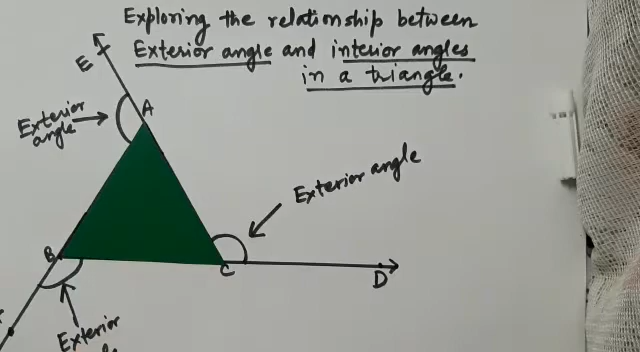 Exploring the relationship between
Exterior angle and interior angles
in a triangle.
E
A
Exterior
angle
Exterior angle
B
C
D
Exterior